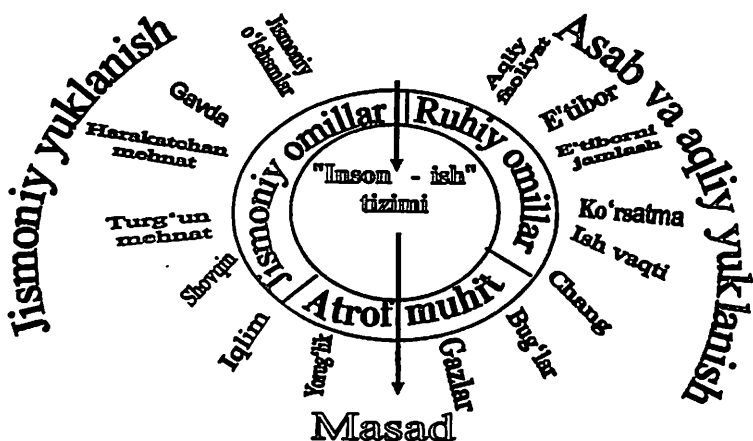 Jismoniy yuklanish
Jismoniy
o'lchamlar
Gavda
Harakatchan
mehnat
Turg'un
mehnat
Shovqin
Iqlim
Yorug'lik
Gazlar
Bug'lar
Chang
Ish vaqti
Ko'rsatma
E'tiborni
jamlash
E'tibor
Aqliy
faoliyat
Asab va aqliy yuklanish
Jismoniy omillar
Ruhiy omillar
Atrof muhit
"Inson - ish"
tizimi
Masad